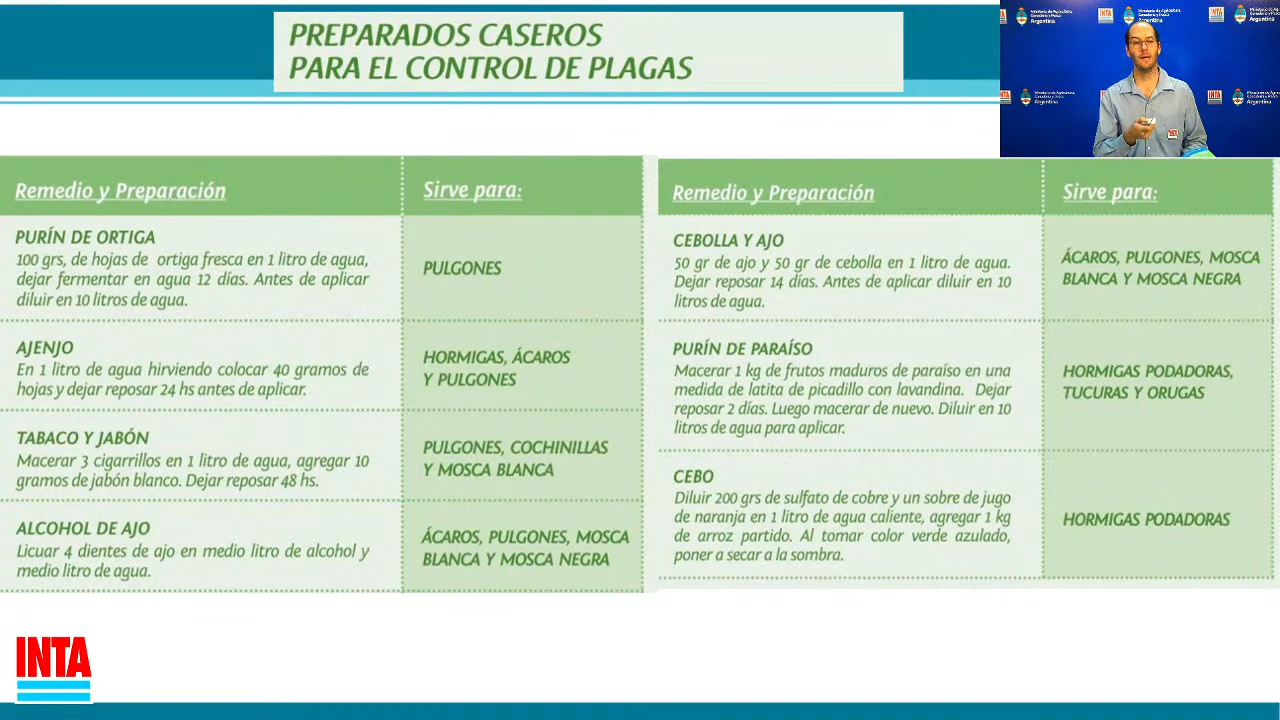 PREPARADOS CASEROS
PARA EL CONTROL DE PLAGAS
Remedio y Preparación
Sirve para:
PURÍN DE ORTIGA
100 grs, de hojas de ortiga fresca en 1 litro de agua,
dejar fermentar en agua 12 días. Antes de aplicar
diluir en 10 litros de agua.
PULGONES
AJENJO
En 1 litro de agua hirviendo colocar 40 gramos de
hojas y dejar reposar 24 hs antes de aplicar.
HORMIGAS, ÁCAROS
Y PULGONES
TABACO Y JABÓN
Macerar 3 cigarrillos en 1 litro de agua, agregar 10
gramos de jabón blanco. Dejar reposar 48 hs.
PULGONES, COCHINILLAS
Y MOSCA BLANCA
ALCOHOL DE AJO
Licuar 4 dientes de ajo en medio litro de alcohol y
medio litro de agua.
ÁCAROS, PULGONES, MOSCA
BLANCA Y MOSCA NEGRA
Remedio y Preparación
Sirve para:
CEBOLLA Y AJO
50 gr de ajo y 50 gr de cebolla en 1 litro de agua.
Dejar reposar 14 días. Antes de aplicar diluir en 10
litros de agua.
ÁCAROS, PULGONES, MOSCA
BLANCA Y MOSCA NEGRA
PURÍN DE PARAÍSO
Macerar 1 kg de frutos maduros de paraíso en una
medida de latita de picadillo con lavandina. Dejar
reposar 2 días. Luego macerar de nuevo. Diluir en 10
litros de agua para aplicar.
HORMIGAS PODADORAS,
TUCURAS Y ORUGAS
CEBO
Diluir 200 grs de sulfato de cobre y un sobre de jugo
de naranja en 1 litro de agua caliente, agregar 1 kg
de arroz partido. Al tomar color verde azulado,
poner a secar a la sombra.
HORMIGAS PODADORAS
INTA
Argentina
Argentina
Argentina
Argentina